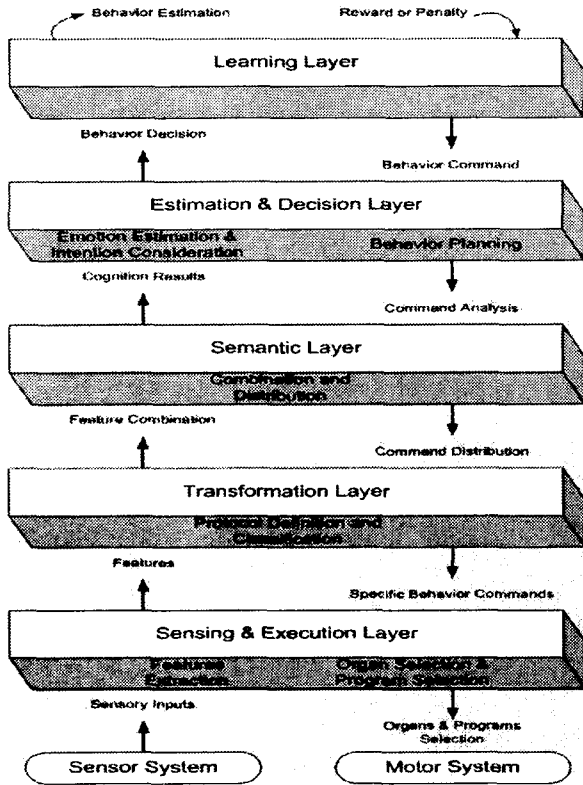 Behavior Estimation
Reward or Penalty
Learning Layer
Behavior Decision
Behavior Command
Estimation & Decision Layer
Emotion Estimation &
Intention Consideration
Behavior Planning
Cognition Results
Command Analysis
Semantic Layer
Combination and
Distribution
Feature Combination
Command Distribution
Transformation Layer
Protocol Definition and
Classification
Features
Specific Behavior Commands
Sensing & Execution Layer
Features
Extraction
Organ Selection &
Program Selection
Sensory Inputs
Organs & Programs
Selection
Sensor System
Motor System